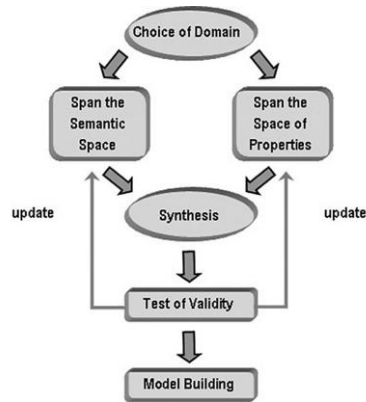 Choice of Domain
Span the
Semantic
Space
Span the
Space of
Properties
update
Synthesis
update
Test of Validity
Model Building